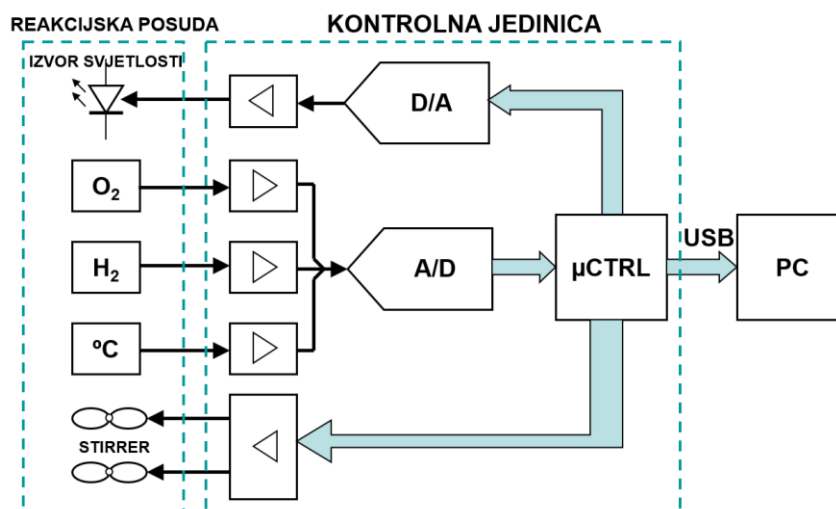 REAKCIJSKA POSUDA
KONTROLNA JEDINICA
IZVOR SVJETLOSTI
D/A
O₂
H₂
A/D
µCTRL
USB
PC
ºC
STIRRER